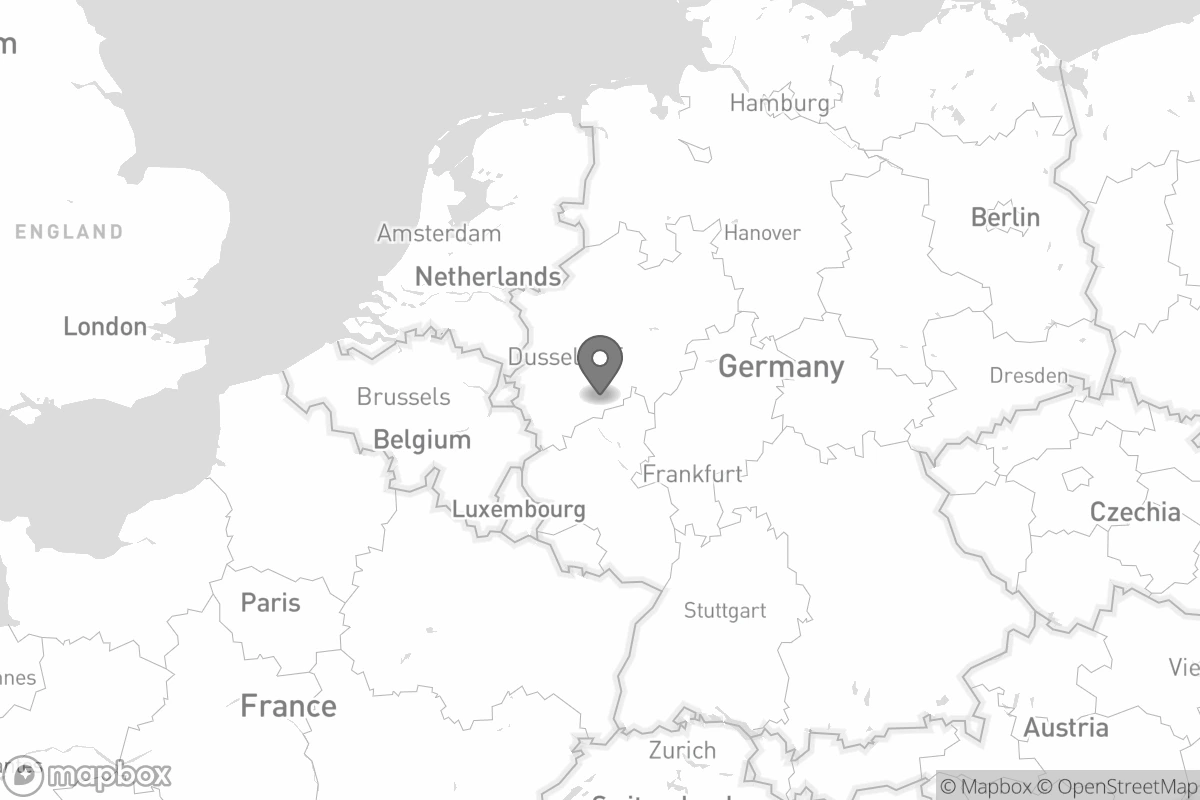 m
Hamburg
Berlin
ENGLAND
Amsterdam
Hanover
Netherlands
London
Dussel
Germany
Dresden
Brussels
Belgium
Frankfurt
Luxembourg
Czechia
Paris
Stuttgart
nes
Vie
France
Austria
Zurich
mapbox
© Mapbox © OpenStreetMap